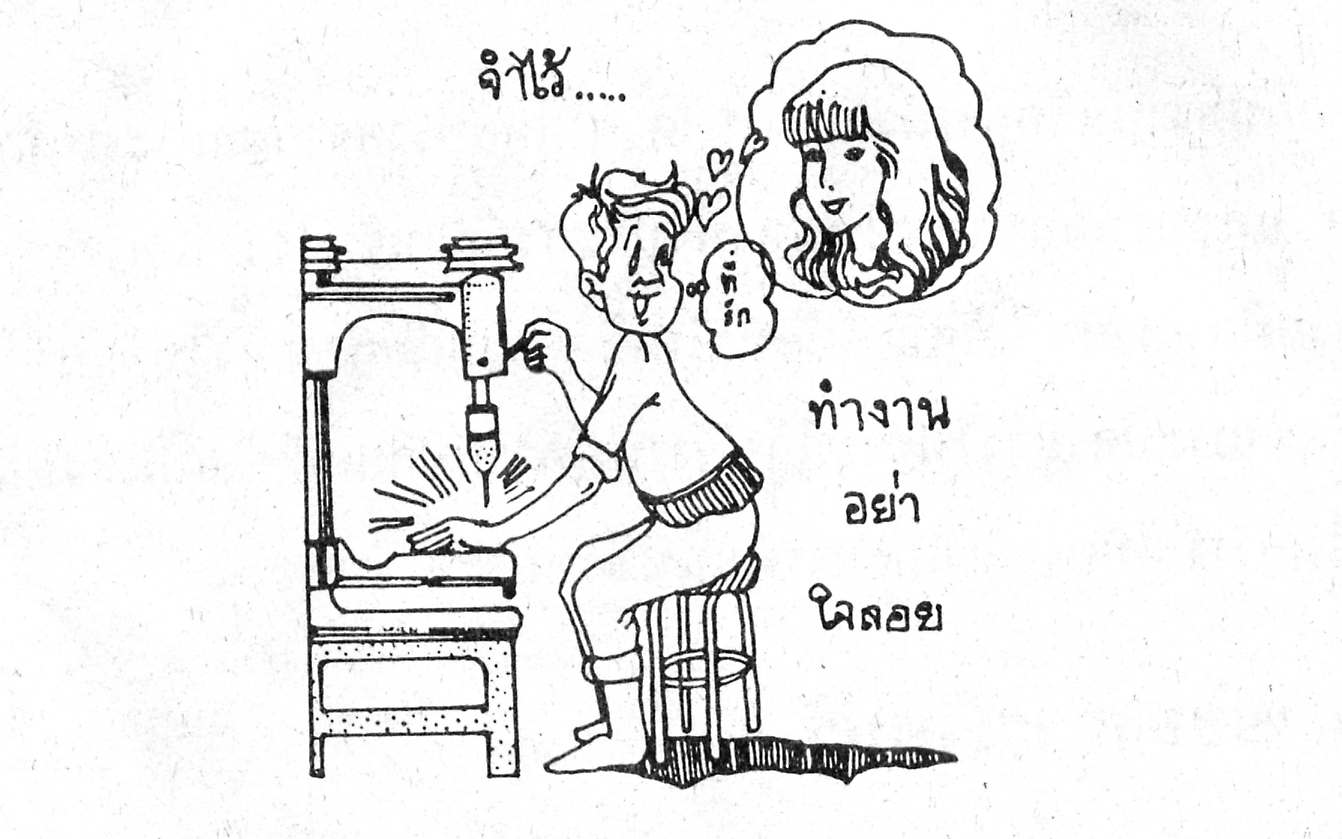 จำไว้.....
ที่
รัก
ทำงาน
อย่า
ใจลอย